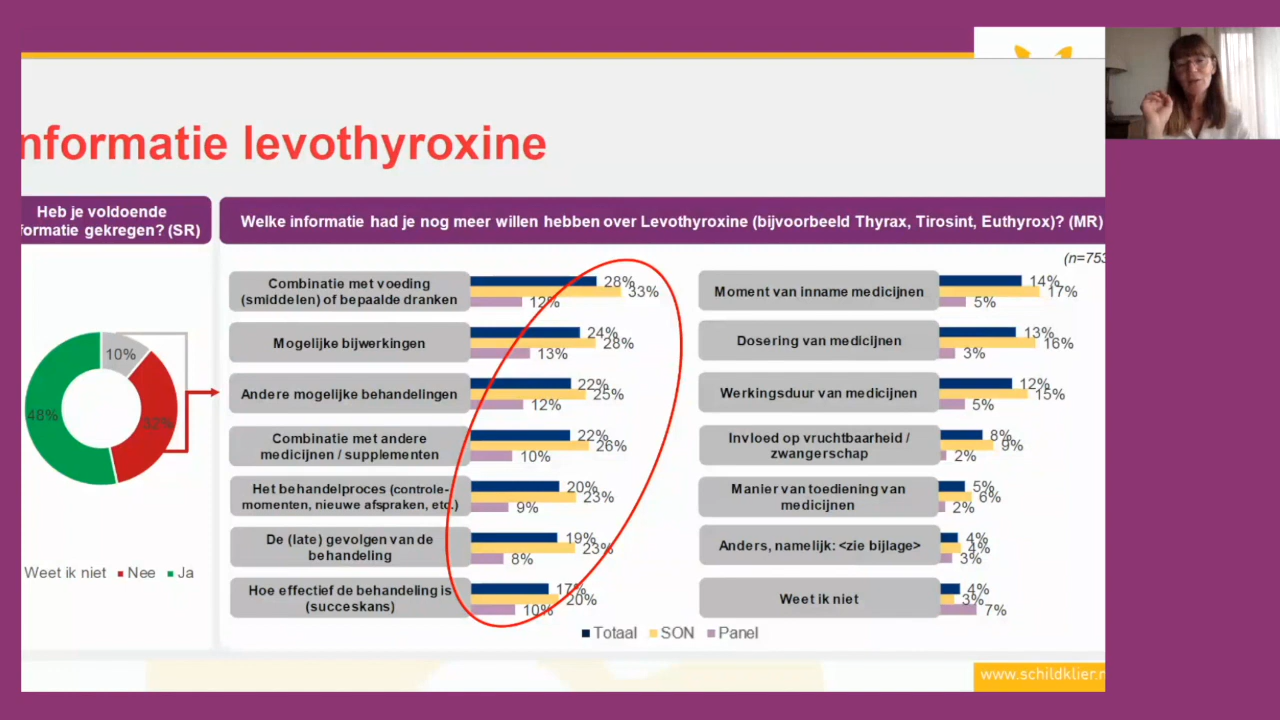 nformatie levothyroxine
Heb je voldoende
formatie gekregen? (SR)
Welke informatie had je nog meer willen hebben over Levothyroxine (bijvoorbeeld Thyrax, Tirosint, Euthyrox)? (MR)
(n=753
10%
48%
32%
Weet ik niet Nee Ja
Combinatie met voeding
(smiddelen) of bepaalde dranken
28%
33%
12%
Mogelijke bijwerkingen
24%
28%
13%
Andere mogelijke behandelingen
22%
25%
12%
Combinatie met andere
medicijnen / supplementen
22%
26%
10%
Het behandelproces (controle-
momenten, nieuwe afspraken, etc.)
20%
23%
9%
De (late) gevolgen van de
behandeling
19%
23%
8%
Hoe effectief de behandeling is
(succeskans)
17%
20%
10%
Moment van inname medicijnen
14%
17%
5%
Dosering van medicijnen
13%
16%
3%
Werkingsduur van medicijnen
12%
15%
5%
Invloed op vruchtbaarheid /
zwangerschap
8%
9%
2%
Manier van toediening van
medicijnen
5%
6%
2%
Anders, namelijk: <zie bijlage>
4%
4%
3%
Weet ik niet
4%
3%
7%
Totaal SON Panel
www.schildklier.n